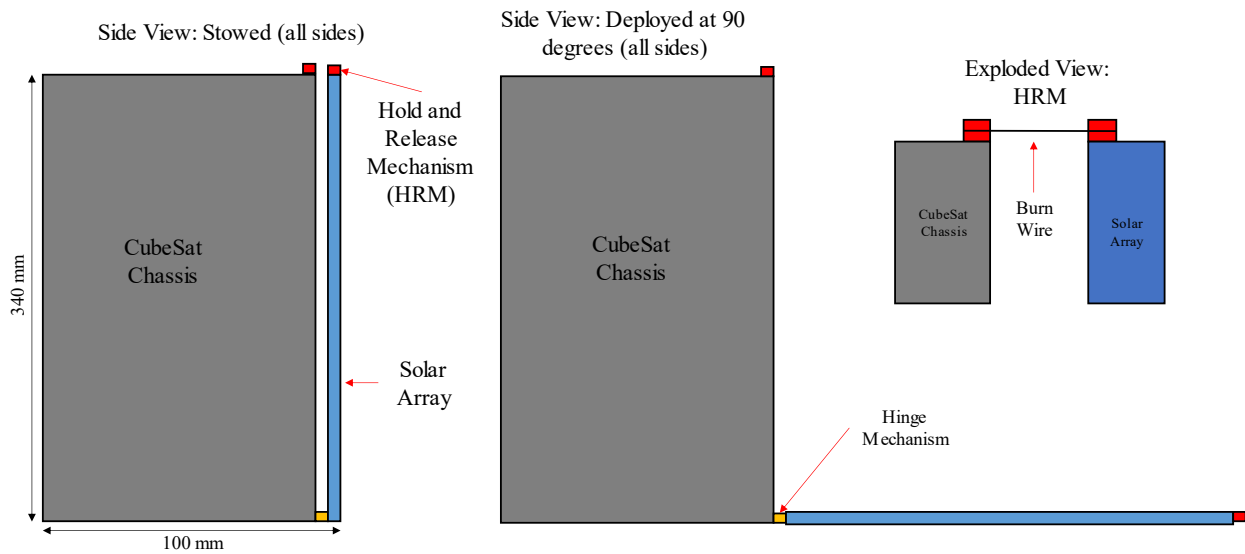 Side View: Stowed (all sides)
Side View: Deployed at 90
degrees (all sides)
Exploded View:
HRM
Hold and
Release
Mechanism
(HRM)
CubeSat
Chassis
340 mm
Solar
Array
100 mm
CubeSat
Chassis
Hinge
Mechanism
CubeSat
Chassis
Burn
Wire
Solar
Array